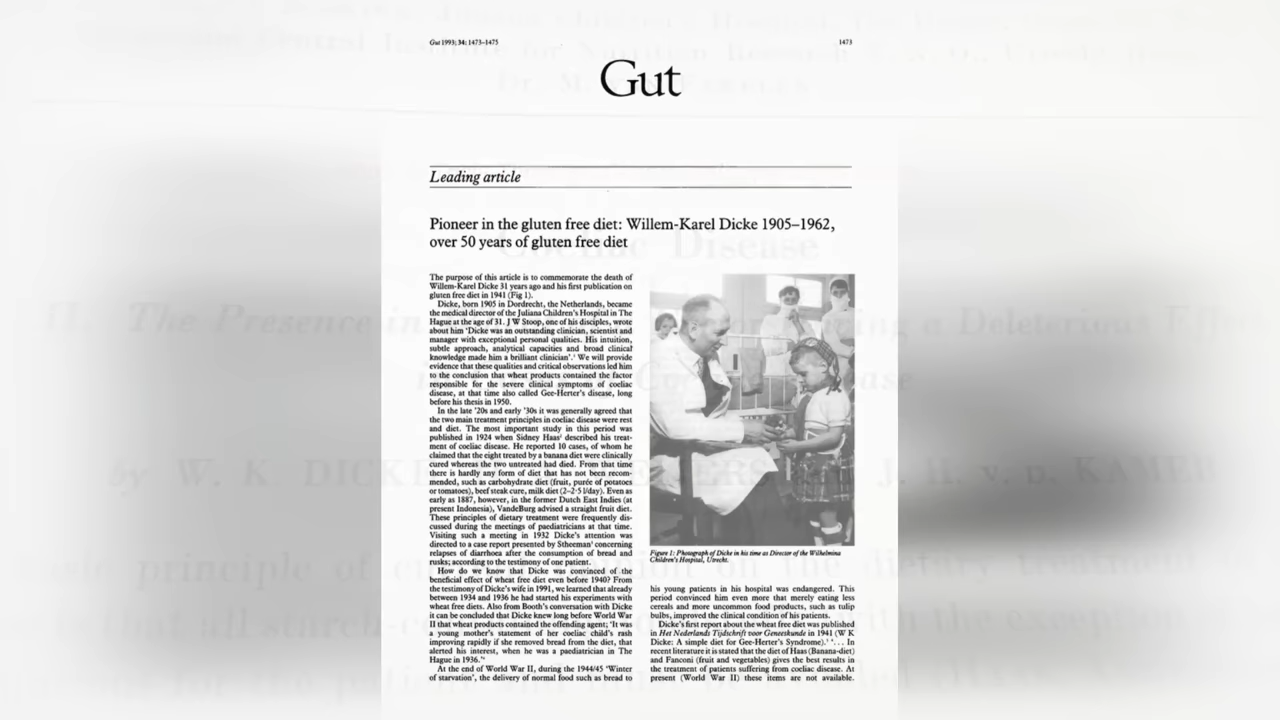 Gut 1993; 34: 1473–1475
1473
Gut
Leading article
Pioneer in the gluten free diet: Willem-Karel Dicke 1905–1962,
over 50 years of gluten free diet
The purpose of this article is to commemorate the death of
Willem-Karel Dicke 31 years ago and his first publication on
gluten free diet in 1941 (Fig 1).
Dicke, born 1905 in Dordrecht, the Netherlands, became
the medical director of the Juliana Children's Hospital in The
Hague at the age of 31. J W Stoop, one of his disciples, wrote
about him 'Dicke was an outstanding clinician, scientist and
manager with exceptional personal qualities. His intuition,
subtle approach, analytical capacities and broad clinical
knowledge made him a brilliant clinician'.¹ We will provide
evidence that these qualities and critical observations led him
to the conclusion that wheat products contained the factor
responsible for the severe clinical symptoms of coeliac
disease, at that time also called Gee-Herter's disease, long
before his thesis in 1950.
In the late '20s and early '30s it was generally agreed that
the two main treatment principles in coeliac disease were rest
and diet. The most important study in this period was
published in 1924 when Sidney Haas² described his treat-
ment of coeliac disease. He reported 10 cases, of whom he
claimed that the eight treated by a banana diet were clinically
cured whereas the two untreated had died. From that time
there is hardly any form of diet that has not been recom-
mended, such as carbohydrate diet (fruit, purée of potatoes
or tomatoes), beef steak cure, milk diet (2–2·5 l/day). Even as
early as 1887, however, in the former Dutch East Indies (at
present Indonesia), VandeBurg advised a straight fruit diet.
These principles of dietary treatment were frequently dis-
cussed during the meetings of paediatricians at that time.
Visiting such a meeting in 1932 Dicke's attention was
directed to a case report presented by Stheeman³ concerning
relapses of diarrhoea after the consumption of bread and
rusks; according to the testimony of one patient.
How do we know that Dicke was convinced of the
beneficial effect of wheat free diet even before 1940? From
the testimony of Dicke's wife in 1991, we learned that already
between 1934 and 1936 he had started his experiments with
wheat free diets. Also from Booth's conversation with Dicke
it can be concluded that Dicke knew long before World War
II that wheat products contained the offending agent; 'It was
a young mother's statement of her coeliac child's rash
improving rapidly if she removed bread from the diet, that
alerted his interest, when he was a paediatrician in The
Hague in 1936.'⁴
At the end of World War II, during the 1944/45 'Winter
of starvation', the delivery of normal food such as bread to
Figure 1: Photograph of Dicke in his time as Director of the Wilhelmina
Children's Hospital, Utrecht.
his young patients in his hospital was endangered. This
period convinced him even more that merely eating less
cereals and more uncommon food products, such as tulip
bulbs, improved the clinical condition of his patients.
Dicke's first report about the wheat free diet was published
in Het Nederlands Tijdschrift voor Geneeskunde in 1941 (W K
Dicke: A simple diet for Gee-Herter's Syndrome).⁵ '. . . In
recent literature it is stated that the diet of Haas (Banana-diet)
and Fanconi (fruit and vegetables) gives the best results in
the treatment of patients suffering from coeliac disease. At
present (World War II) these items are not available.
Coeliac Disease
The Presence in
by W. K. DICKE